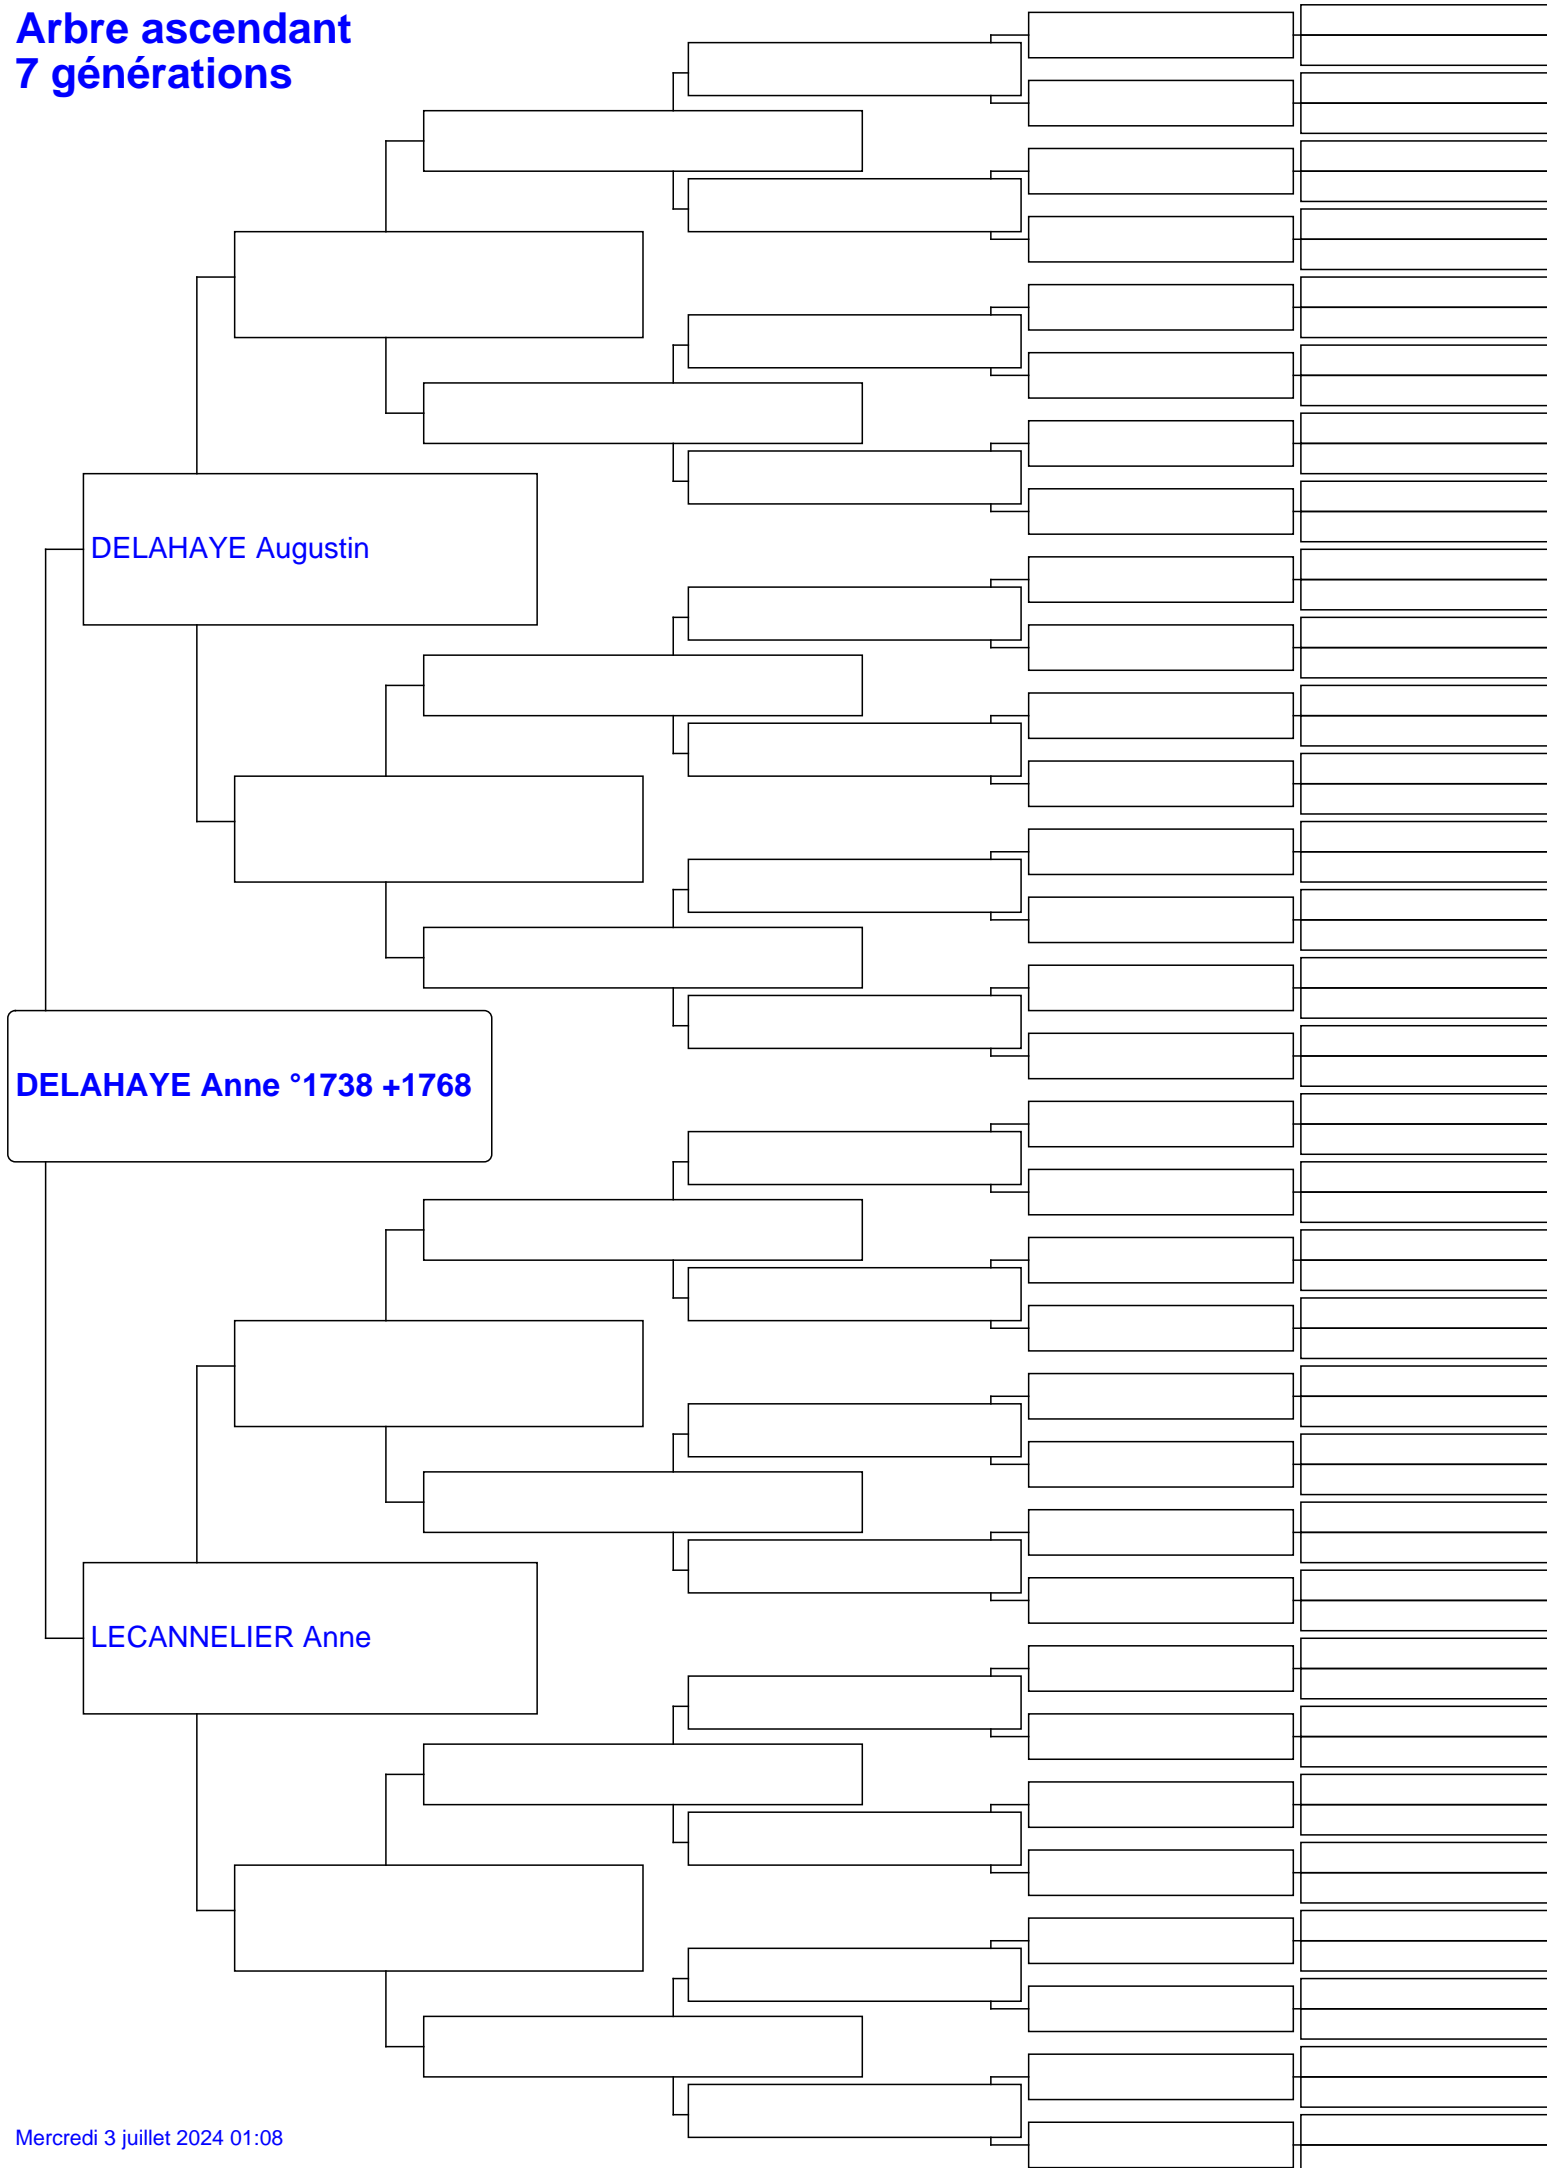 Arbre ascendant
7 générations
DELAHAYE Augustin
DELAHAYE Anne °1738 +1768
LECANNELIER Anne
Mercredi 3 juillet 2024 01:08